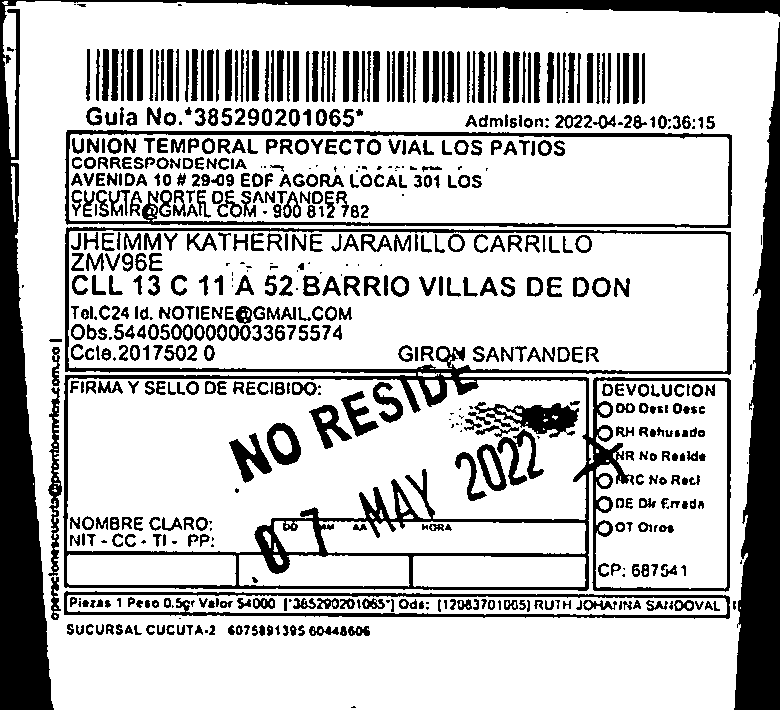 Guia No.*385290201065*
Admision: 2022-04-28-10:36:15
UNION TEMPORAL PROYECTO VIAL LOS PATIOS
CORRESPONDENCIA
AVENIDA 10 # 29-09 EDF AGORA LOCAL 301 LOS
CUCUTA NORTE DE SANTANDER
YEISMIR@GMAIL COM - 900 812 782
JHEIMMY KATHERINE JARAMILLO CARRILLO
ZMV96E
CLL 13 C 11 A 52 BARRIO VILLAS DE DON
Tel.C24 Id. NOTIENE@GMAIL.COM
Obs.54405000000033675574
Ccte.2017502 0 GIRON SANTANDER
operacionescucuta@prontoenvios.com.co
FIRMA Y SELLO DE RECIBIDO:
NO RESIDE
07 MAY 2022
NOMBRE CLARO:
DD MM AA HORA
NIT - CC - TI - PP:
DEVOLUCION
DD Dest Desc
RH Rehusado
NR No Reside
NRC No Recl
DE Dir Errada
OT Otros
CP: 687541
Piezas 1 Peso 0.5gr Valor $4000 [*385290201065*] Ods: [12083701065] RUTH JOHANNA SANDOVAL
SUCURSAL CUCUTA-2 6075891395 60448606